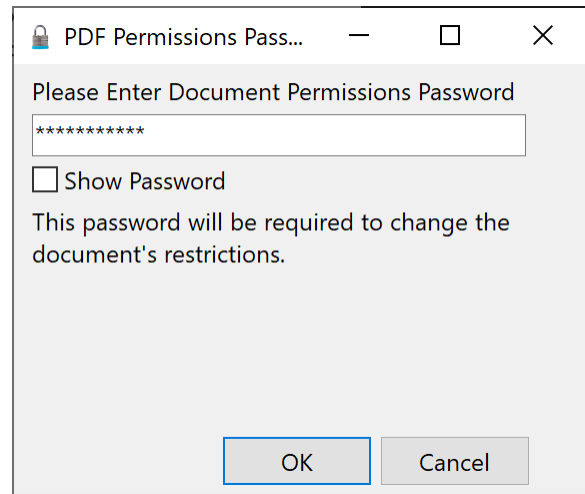 PDF Permissions Pass...
Please Enter Document Permissions Password
***********
Show Password
This password will be required to change the
document's restrictions.
OK
Cancel